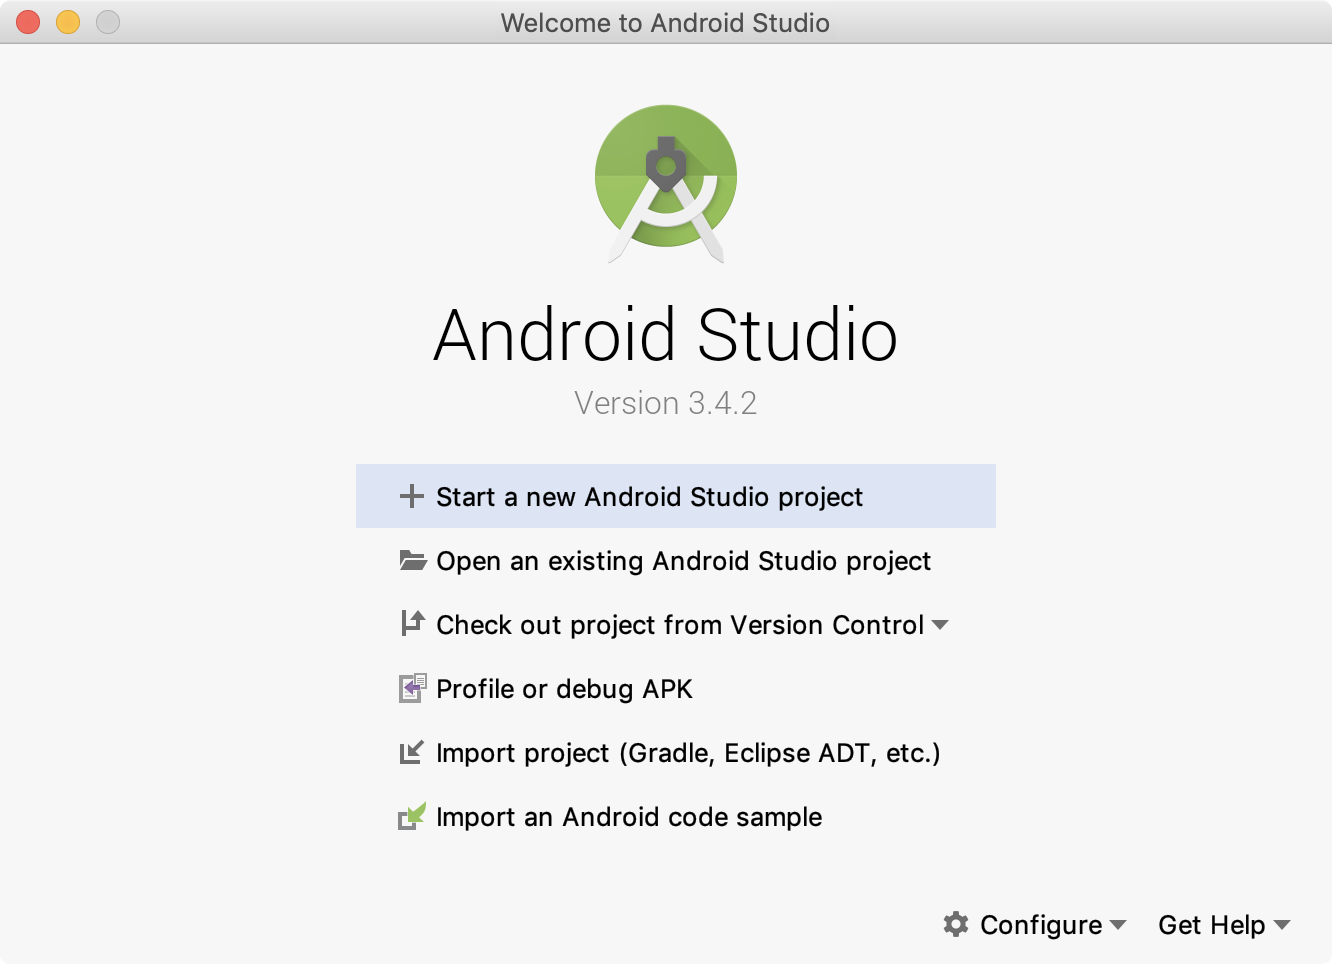 Welcome to Android Studio
Android Studio
Version 3.4.2
Start a new Android Studio project
Open an existing Android Studio project
Check out project from Version Control
Profile or debug APK
Import project (Gradle, Eclipse ADT, etc.)
Import an Android code sample
Configure Get Help